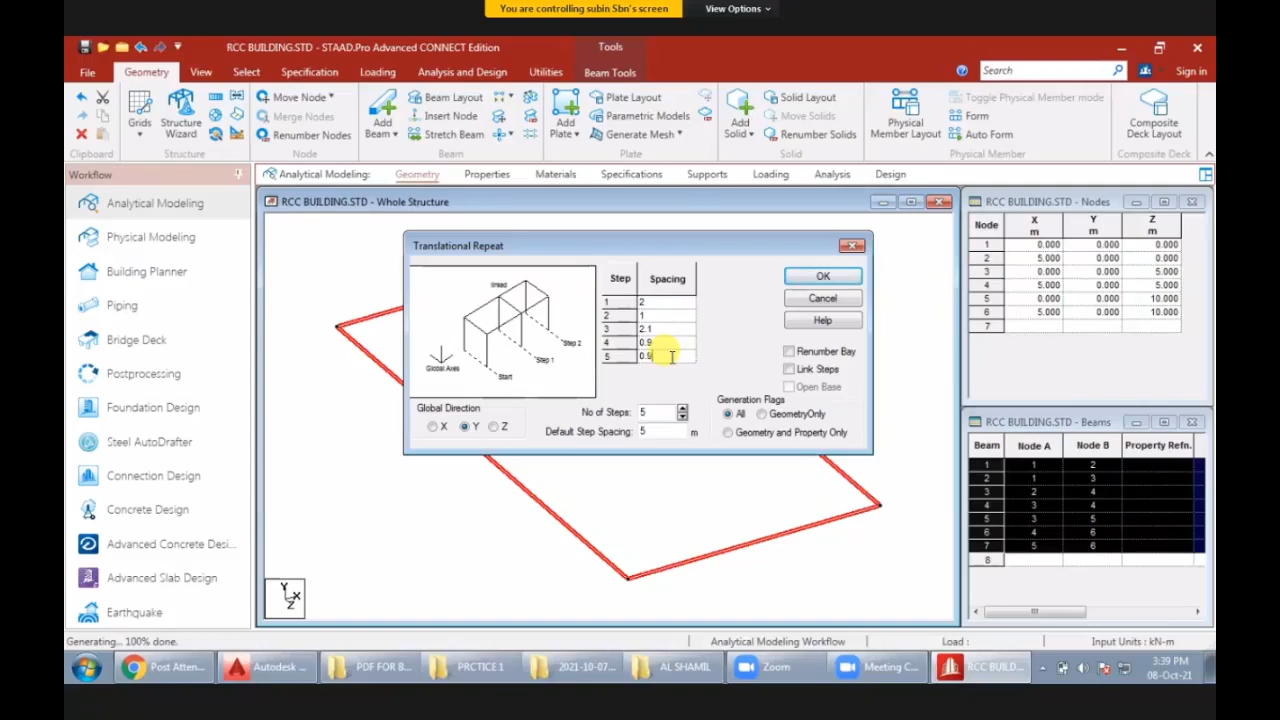 You are controlling subin Sbn's screen
View Options
RCC BUILDING.STD - STAAD.Pro Advanced CONNECT Edition
Tools
File
Geometry
View
Select
Specification
Loading
Analysis and Design
Utilities
Beam Tools
Search
Sign in
Grids
Structure Wizard
Move Node
Merge Nodes
Renumber Nodes
Add Beam
Beam Layout
Insert Node
Stretch Beam
Add Plate
Plate Layout
Parametric Models
Generate Mesh
Add Solid
Solid Layout
Move Solids
Renumber Solids
Physical Member Layout
Toggle Physical Member mode
Form
Auto Form
Composite Deck Layout
Clipboard
Structure
Node
Beam
Plate
Solid
Physical Member
Composite Deck
Workflow
Analytical Modeling:
Geometry
Properties
Materials
Specifications
Supports
Loading
Analysis
Design
Analytical Modeling
Physical Modeling
Building Planner
Piping
Bridge Deck
Postprocessing
Foundation Design
Steel AutoDrafter
Connection Design
Concrete Design
Advanced Concrete Desi...
Advanced Slab Design
Earthquake
RCC BUILDING.STD - Whole Structure
Translational Repeat
Tread
Step 2
Step 1
Start
Global Axes
Step Spacing
1 2
2 1
3 2.1
4 0.9
5 0.9
OK
Cancel
Help
Renumber Bay
Link Steps
Open Base
Global Direction
X Y Z
No of Steps: 5
Default Step Spacing: 5 m
Generation Flags
All
GeometryOnly
Geometry and Property Only
Y X Z
RCC BUILDING.STD - Nodes
Node X m Y m Z m
1 0.000 0.000 0.000
2 5.000 0.000 0.000
3 0.000 0.000 5.000
4 5.000 0.000 5.000
5 0.000 0.000 10.000
6 5.000 0.000 10.000
7
RCC BUILDING.STD - Beams
Beam Node A Node B Property Refn.
1 1 2
2 1 3
3 2 4
4 3 4
5 3 5
6 4 6
7 5 6
8
Generating... 100% done.
Analytical Modeling Workflow
Load :
Input Units : kN-m
Post Atten...
Autodesk ...
PDF FOR B...
PRCTICE 1
2021-10-07...
AL SHAMIL
Zoom
Meeting C...
RCC BUILD...
3:39 PM
08-Oct-21